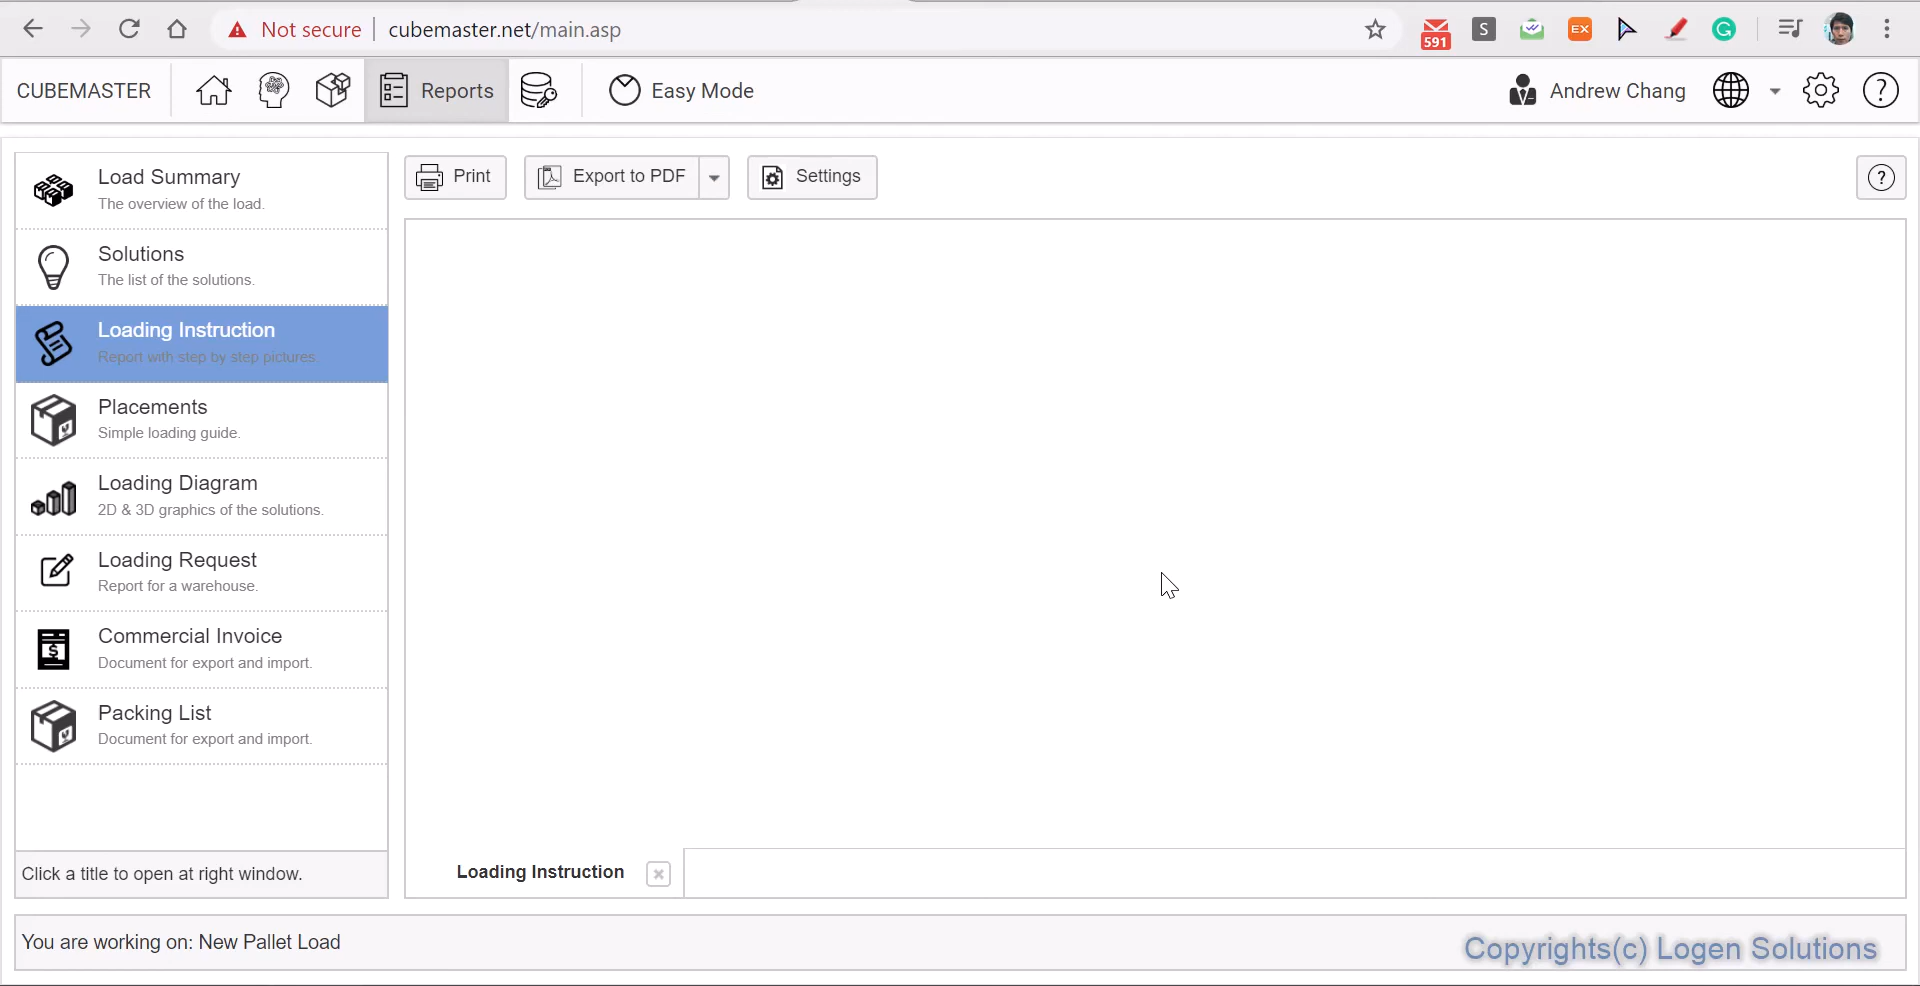 Not secure
cubemaster.net/main.asp
591
S
EX
G
CUBEMASTER
Reports
Easy Mode
Andrew Chang
?
Load Summary
The overview of the load.
Solutions
The list of the solutions.
Loading Instruction
Report with step by step pictures.
Placements
Simple loading guide.
Loading Diagram
2D & 3D graphics of the solutions.
Loading Request
Report for a warehouse.
Commercial Invoice
Document for export and import.
Packing List
Document for export and import.
Click a title to open at right window.
Print
Export to PDF
Settings
?
Loading Instruction
You are working on: New Pallet Load
Copyrights(c) Logen Solutions